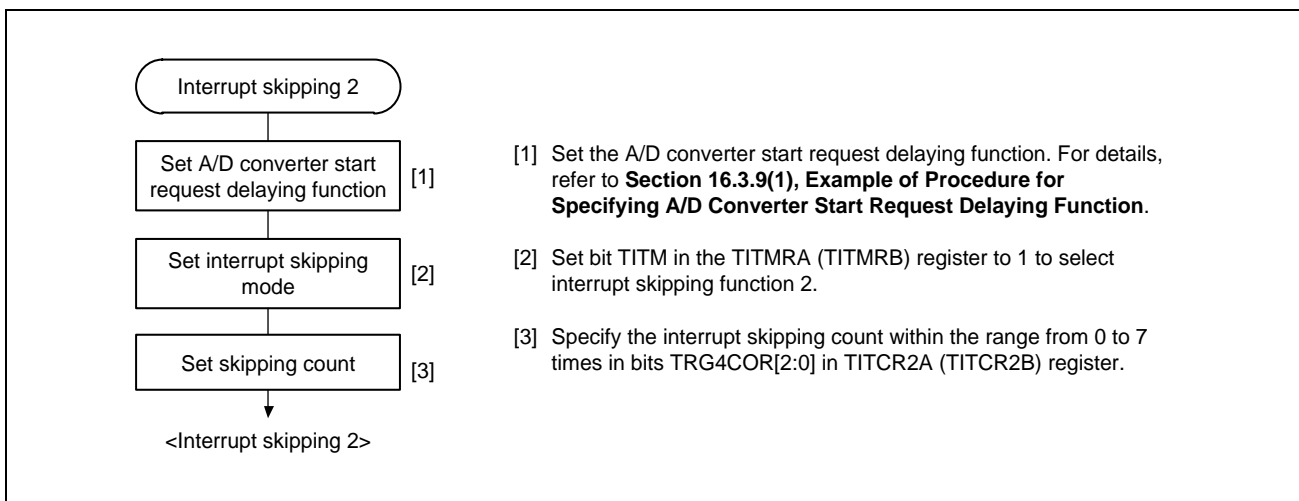 Interrupt skipping 2
Set A/D converter start
request delaying function
[1]
Set interrupt skipping
mode
[2]
Set skipping count
[3]
<Interrupt skipping 2>
[1] Set the A/D converter start request delaying function. For details,
refer to Section 16.3.9(1), Example of Procedure for
Specifying A/D Converter Start Request Delaying Function.
[2] Set bit TITM in the TITMRA (TITMRB) register to 1 to select
interrupt skipping function 2.
[3] Specify the interrupt skipping count within the range from 0 to 7
times in bits TRG4COR[2:0] in TITCR2A (TITCR2B) register.